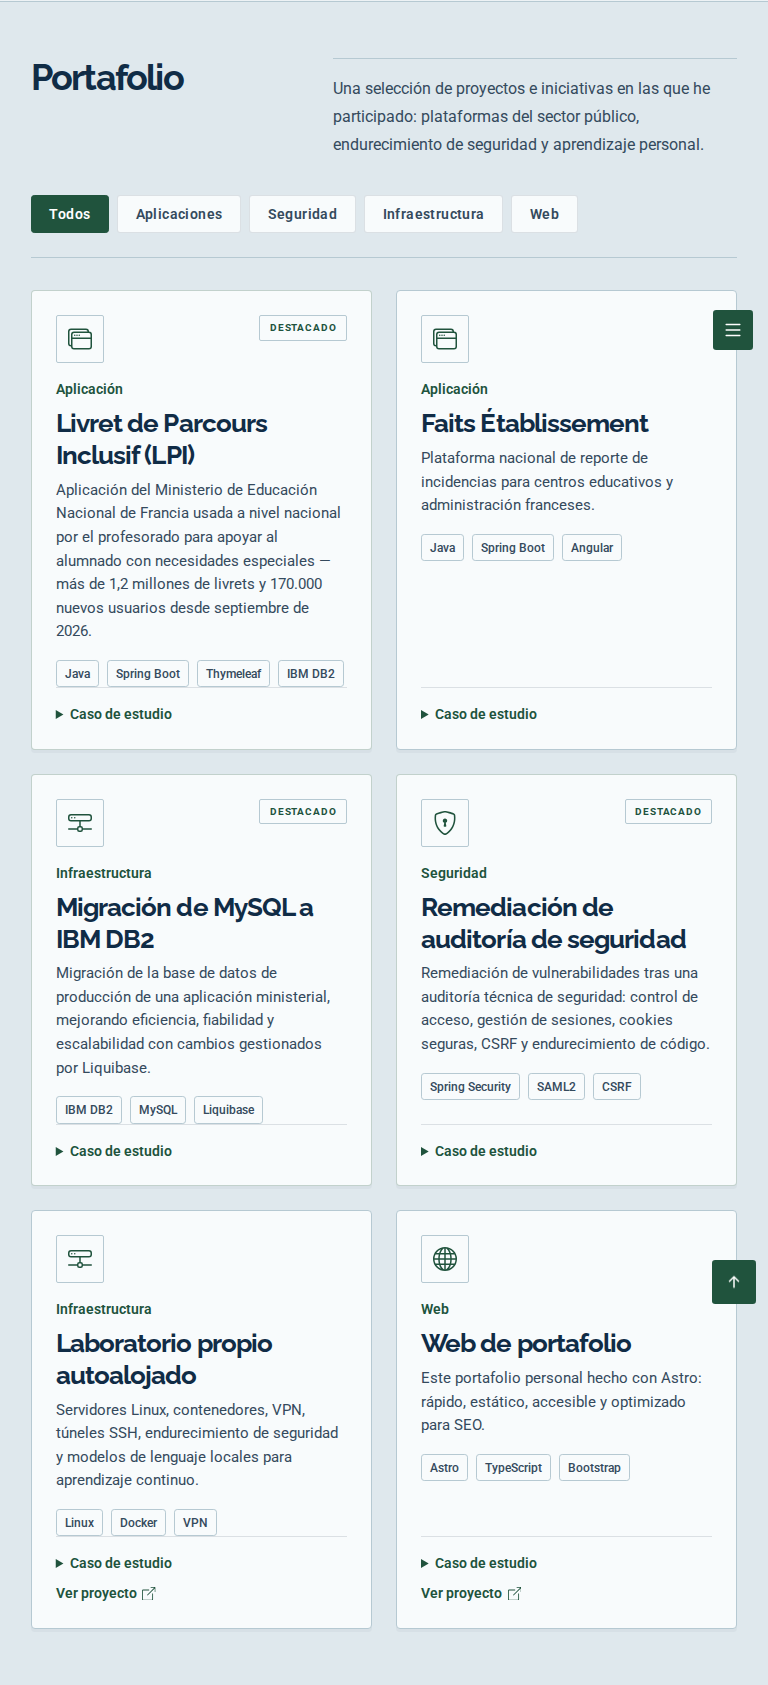 Portafolio
Una selección de proyectos e iniciativas en las que he
participado: plataformas del sector público,
endurecimiento de seguridad y aprendizaje personal.
Todos
Aplicaciones
Seguridad
Infraestructura
Web
DESTACADO
Aplicación
Livret de Parcours
Inclusif (LPI)
Aplicación del Ministerio de Educación
Nacional de Francia usada a nivel nacional
por el profesorado para apoyar al
alumnado con necesidades especiales —
más de 1,2 millones de livrets y 170.000
nuevos usuarios desde septiembre de
2026.
Java
Spring Boot
Thymeleaf
IBM DB2
Caso de estudio
Aplicación
Faits Établissement
Plataforma nacional de reporte de
incidencias para centros educativos y
administración franceses.
Java
Spring Boot
Angular
Caso de estudio
DESTACADO
Infraestructura
Migración de MySQL a
IBM DB2
Migración de la base de datos de
producción de una aplicación ministerial,
mejorando eficiencia, fiabilidad y
escalabilidad con cambios gestionados
por Liquibase.
IBM DB2
MySQL
Liquibase
Caso de estudio
DESTACADO
Seguridad
Remediación de
auditoría de seguridad
Remediación de vulnerabilidades tras una
auditoría técnica de seguridad: control de
acceso, gestión de sesiones, cookies
seguras, CSRF y endurecimiento de código.
Spring Security
SAML2
CSRF
Caso de estudio
Infraestructura
Laboratorio propio
autoalojado
Servidores Linux, contenedores, VPN,
túneles SSH, endurecimiento de seguridad
y modelos de lenguaje locales para
aprendizaje continuo.
Linux
Docker
VPN
Caso de estudio
Ver proyecto
Web
Web de portafolio
Este portafolio personal hecho con Astro:
rápido, estático, accesible y optimizado
para SEO.
Astro
TypeScript
Bootstrap
Caso de estudio
Ver proyecto